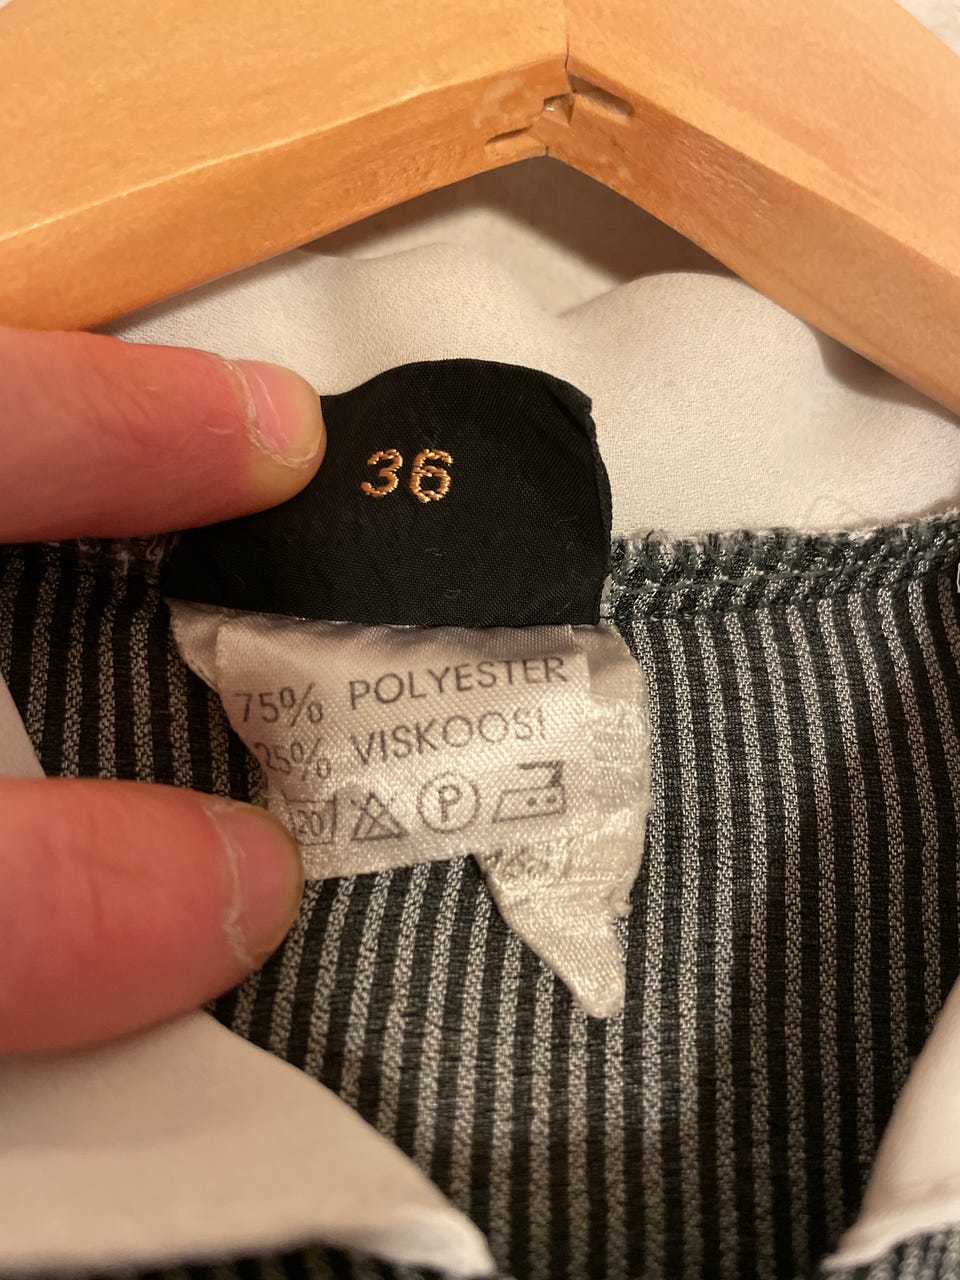 36
75% POLYESTER
25% VISKOOSI
P